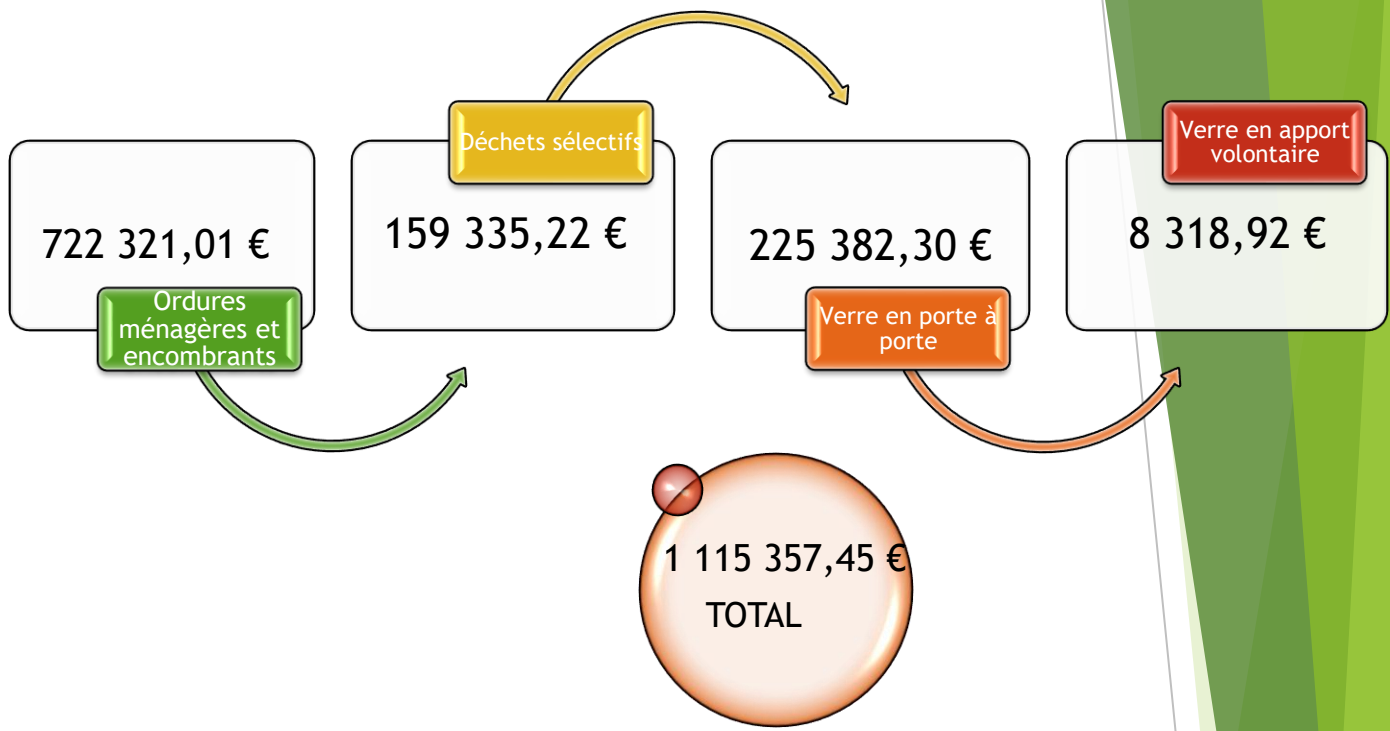 722 321,01 €
Ordures
ménagères et
encombrants
Déchets sélectifs
159 335,22 €
225 382,30 €
Verre en porte à
porte
Verre en apport
volontaire
8 318,92 €
1 115 357,45 €
TOTAL